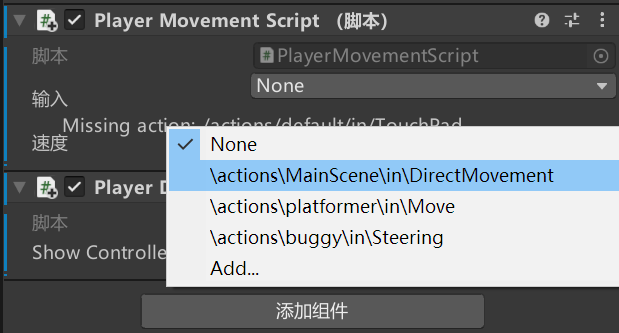 Player Movement Script （脚本）
脚本
PlayerMovementScript
输入
None
Missing action: /actions/default/in/TouchPad
速度
None
\actions\MainScene\in\DirectMovement
\actions\platformer\in\Move
\actions\buggy\in\Steering
Add...
Player D
脚本
Show Controlle
添加组件